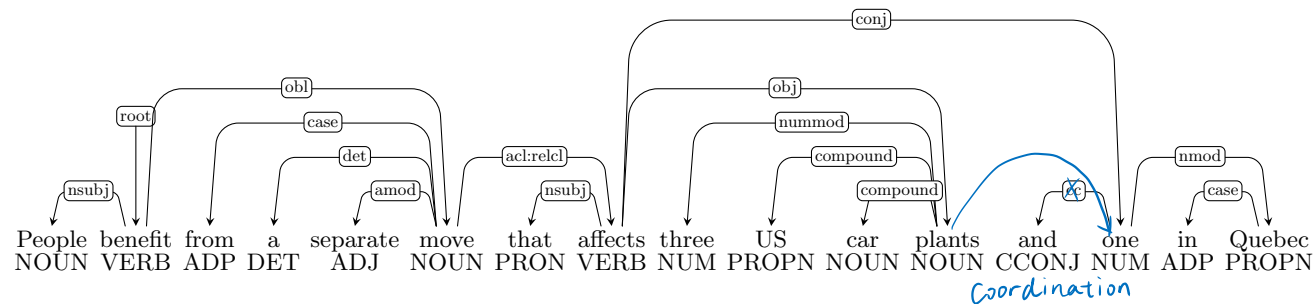 conj
obl obj
root case nummod
det acl:relcl compound nmod
nsubj amod nsubj compound cc case
People benefit from a separate move that affects three US car plants and one in Quebec
NOUN VERB ADP DET ADJ NOUN PRON VERB NUM PROPN NOUN NOUN CCONJ NUM ADP PROPN
Coordination